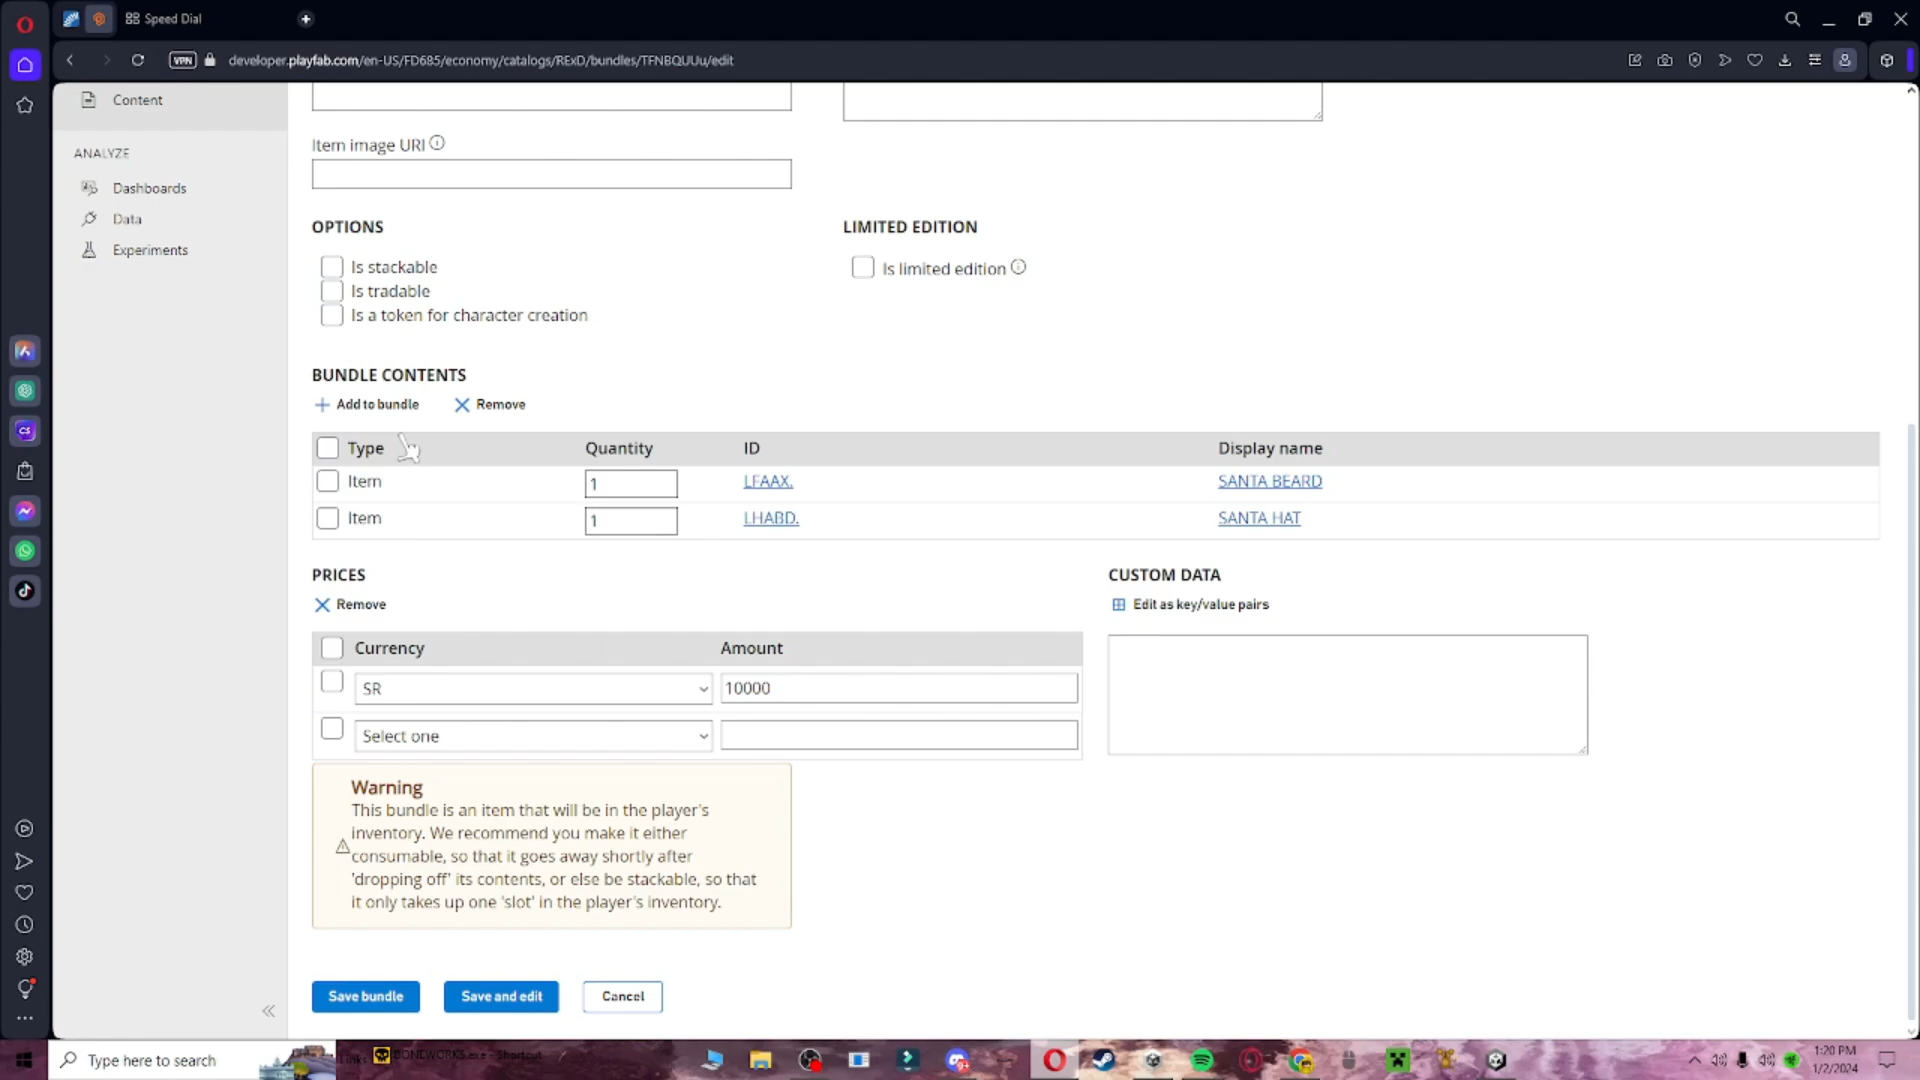 Speed Dial
VPN
developer.playfab.com/en-US/FD685/economy/catalogs/RExD/bundles/TFNBQUUu/edit
Content
ANALYZE
Dashboards
Data
Experiments
Item image URI
OPTIONS
LIMITED EDITION
Is stackable
Is limited edition
Is tradable
Is a token for character creation
BUNDLE CONTENTS
Add to bundle
Remove
Type Quantity ID Display name
Item 1 LFAAX. SANTA BEARD
Item 1 LHABD. SANTA HAT
PRICES
CUSTOM DATA
Remove
Edit as key/value pairs
Currency Amount
SR 10000
Select one
Warning
This bundle is an item that will be in the player's
inventory. We recommend you make it either
consumable, so that it goes away shortly after
'dropping off' its contents, or else be stackable, so that
it only takes up one 'slot' in the player's inventory.
Save bundle
Save and edit
Cancel
CS
Type here to search
Links
BONEWORKS.exe - Shortcut
1:20 PM
1/2/2024